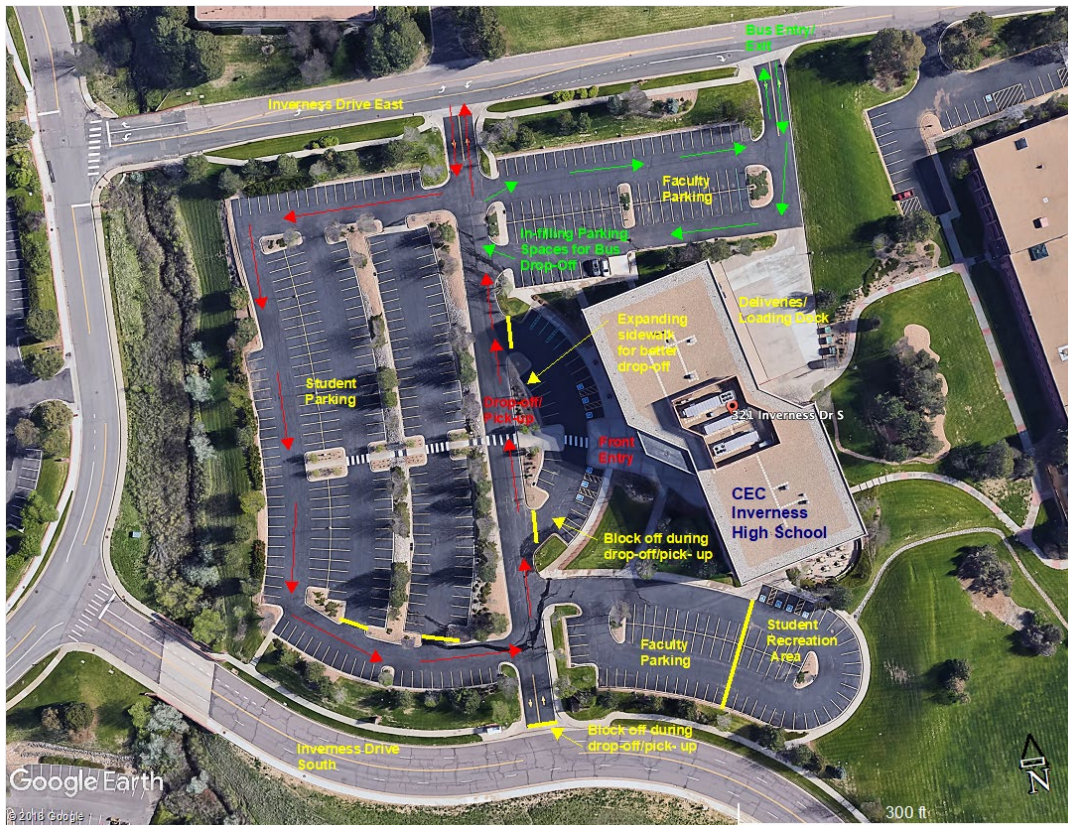 Bus Entry/
Exit
Inverness Drive East
Faculty
Parking
In-filling Parking
Spaces for Bus
Drop-Off
Deliveries/
Loading Dock
Expanding
sidewalk
for better
drop-off
Student
Parking
Drop-off/
Pick-up
321 Inverness Dr S
Front
Entry
CEC
Inverness
High School
Block off during
drop-off/pick- up
Faculty
Parking
Student
Recreation
Area
Block off during
drop-off/pick- up
Inverness Drive
South
N
Google Earth
© 2018 Google
300 ft